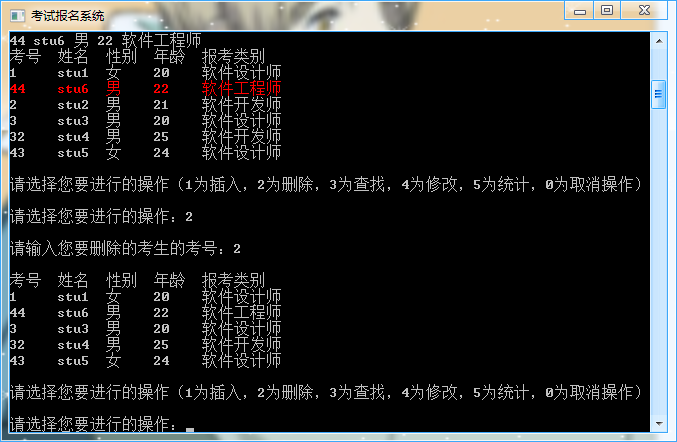 考试报名系统
44 stu6 男 22 软件工程师
考号 姓名 性别 年龄 报考类别
1 stu1 女 20 软件设计师
44 stu6 男 22 软件工程师
2 stu2 男 21 软件开发师
3 stu3 男 20 软件设计师
32 stu4 男 25 软件开发师
43 stu5 女 24 软件设计师
请选择您要进行的操作（1为插入，2为删除，3为查找，4为修改，5为统计，0为取消操作）
请选择您要进行的操作：2
请输入您要删除的考生的考号：2
考号 姓名 性别 年龄 报考类别
1 stu1 女 20 软件设计师
44 stu6 男 22 软件工程师
3 stu3 男 20 软件设计师
32 stu4 男 25 软件开发师
43 stu5 女 24 软件设计师
请选择您要进行的操作（1为插入，2为删除，3为查找，4为修改，5为统计，0为取消操作）
请选择您要进行的操作：